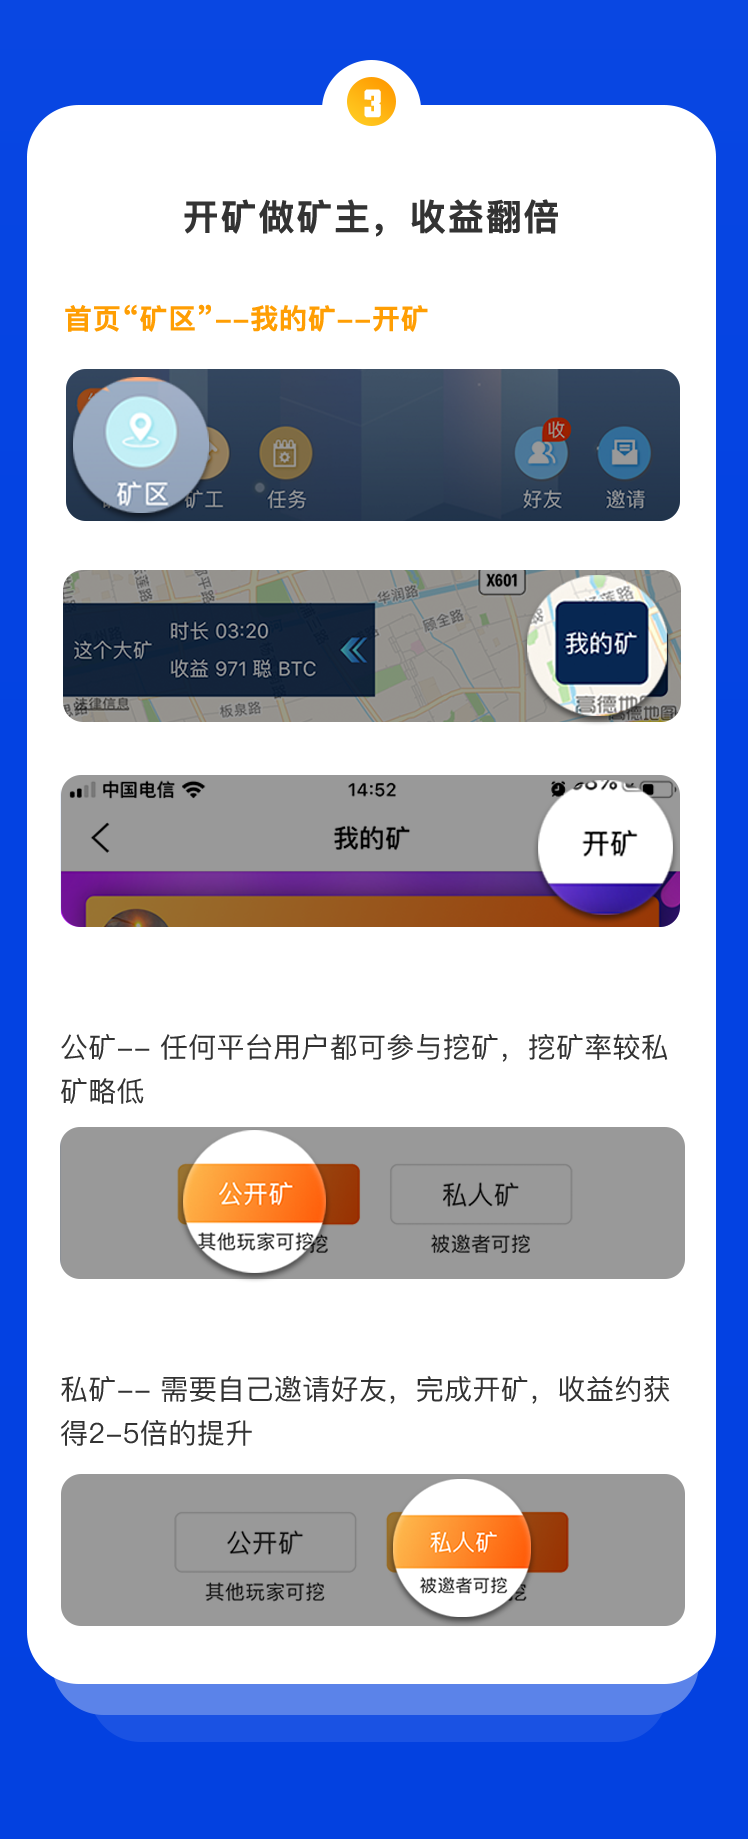 3
开矿做矿主，收益翻倍
首页“矿区”--我的矿--开矿
收
矿区
矿工
任务
好友
邀请
X601
华润路
顾全路
这个大矿
时长 03:20
收益 971 聪 BTC
我的矿
法律信息
板泉路
高德地图
中国电信
14:52
我的矿
开矿
公矿-- 任何平台用户都可参与挖矿，挖矿率较私
矿略低
公开矿
私人矿
其他玩家可挖
被邀者可挖
私矿-- 需要自己邀请好友，完成开矿，收益约获
得2-5倍的提升
公开矿
私人矿
其他玩家可挖
被邀者可挖